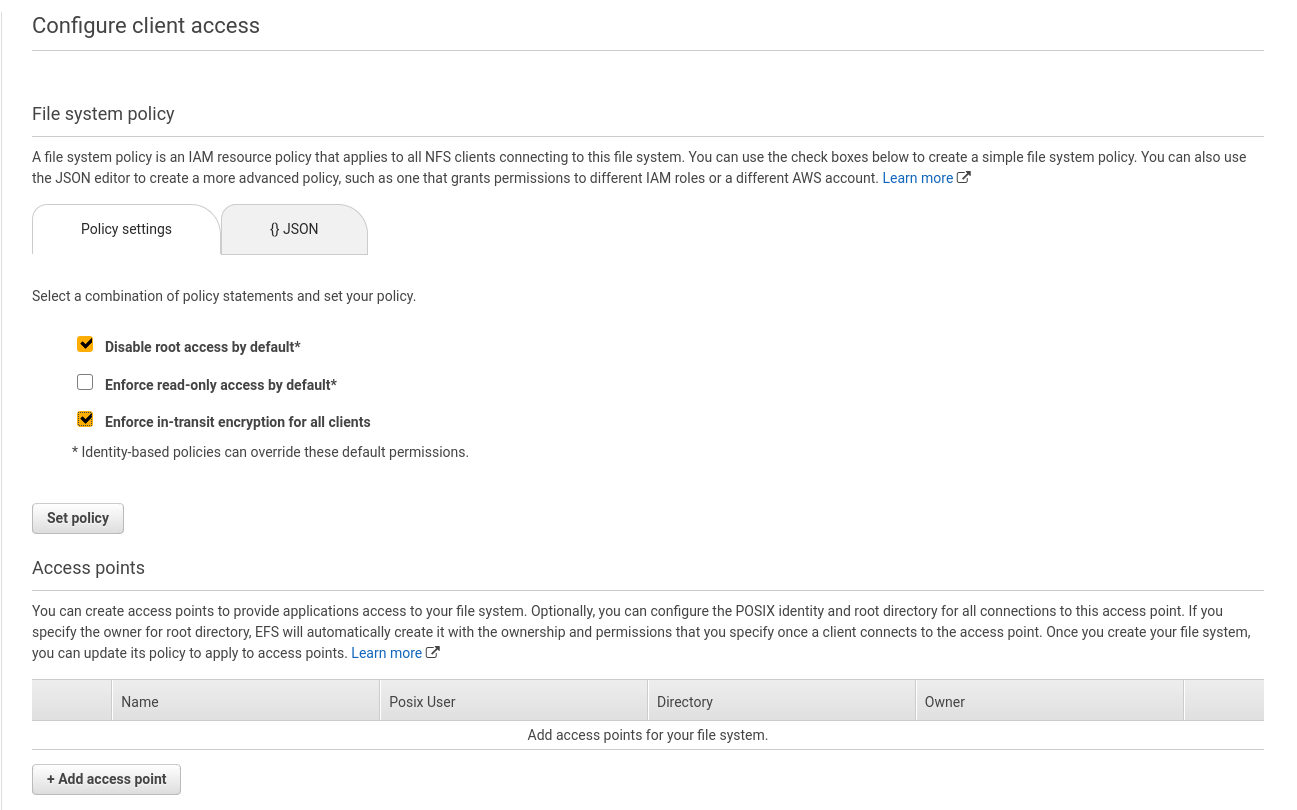 Configure client access
File system policy
A file system policy is an IAM resource policy that applies to all NFS clients connecting to this file system. You can use the check boxes below to create a simple file system policy. You can also use
the JSON editor to create a more advanced policy, such as one that grants permissions to different IAM roles or a different AWS account. Learn more
Policy settings
{} JSON
Select a combination of policy statements and set your policy.
Disable root access by default*
Enforce read-only access by default*
Enforce in-transit encryption for all clients
* Identity-based policies can override these default permissions.
Set policy
Access points
You can create access points to provide applications access to your file system. Optionally, you can configure the POSIX identity and root directory for all connections to this access point. If you
specify the owner for root directory, EFS will automatically create it with the ownership and permissions that you specify once a client connects to the access point. Once you create your file system,
you can update its policy to apply to access points. Learn more
Name Posix User Directory Owner
Add access points for your file system.
+ Add access point